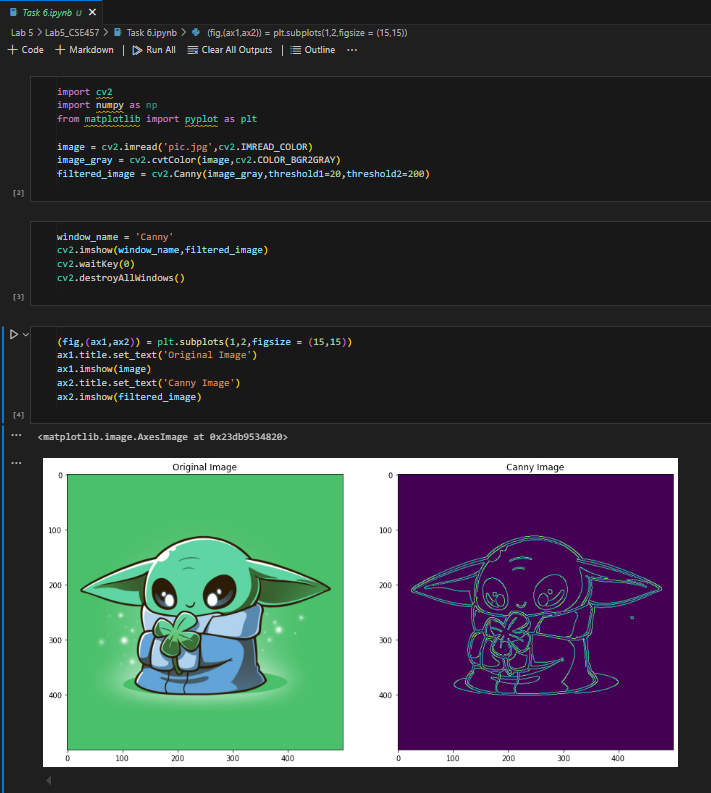 Task 6.ipynb U
Lab 5 > Lab5_CSE457 > Task 6.ipynb > (fig,(ax1,ax2)) = plt.subplots(1,2,figsize = (15,15))
+ Code + Markdown | Run All Clear All Outputs | Outline ...
import cv2
import numpy as np
from matplotlib import pyplot as plt
image = cv2.imread('pic.jpg',cv2.IMREAD_COLOR)
image_gray = cv2.cvtColor(image,cv2.COLOR_BGR2GRAY)
filtered_image = cv2.Canny(image_gray,threshold1=20,threshold2=200)
[2]
window_name = 'Canny'
cv2.imshow(window_name,filtered_image)
cv2.waitKey(0)
cv2.destroyAllWindows()
[3]
(fig,(ax1,ax2)) = plt.subplots(1,2,figsize = (15,15))
ax1.title.set_text('Original Image')
ax1.imshow(image)
ax2.title.set_text('Canny Image')
ax2.imshow(filtered_image)
[4]
... <matplotlib.image.AxesImage at 0x23db9534820>
...
Original Image Canny Image
0 0
100 100
200 200
300 300
400 400
0 100 200 300 400 0 100 200 300 400